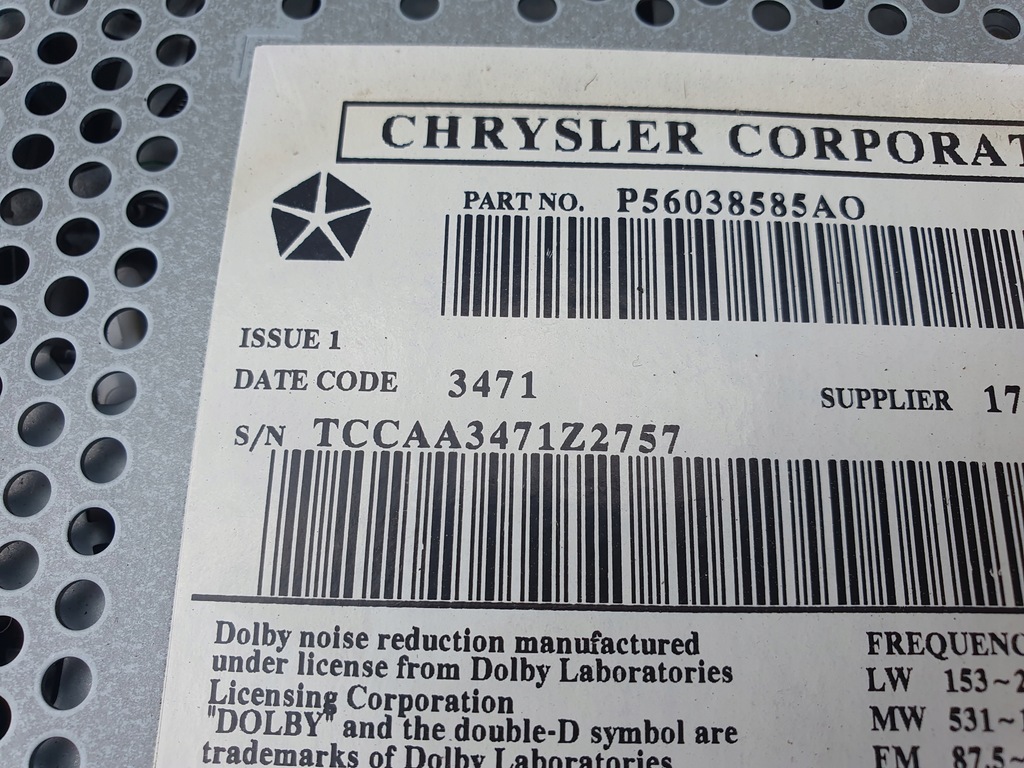 CHRYSLER CORPORAT
PART NO. P56038585AO
ISSUE 1
DATE CODE 3471
SUPPLIER 17
S/N TCCAA3471Z2757
Dolby noise reduction manufactured
under license from Dolby Laboratories
Licensing Corporation
"DOLBY" and the double-D symbol are
trademarks of Dolby Laboratories
FREQUENC
LW 153~2
MW 531~1
FM 87.5~